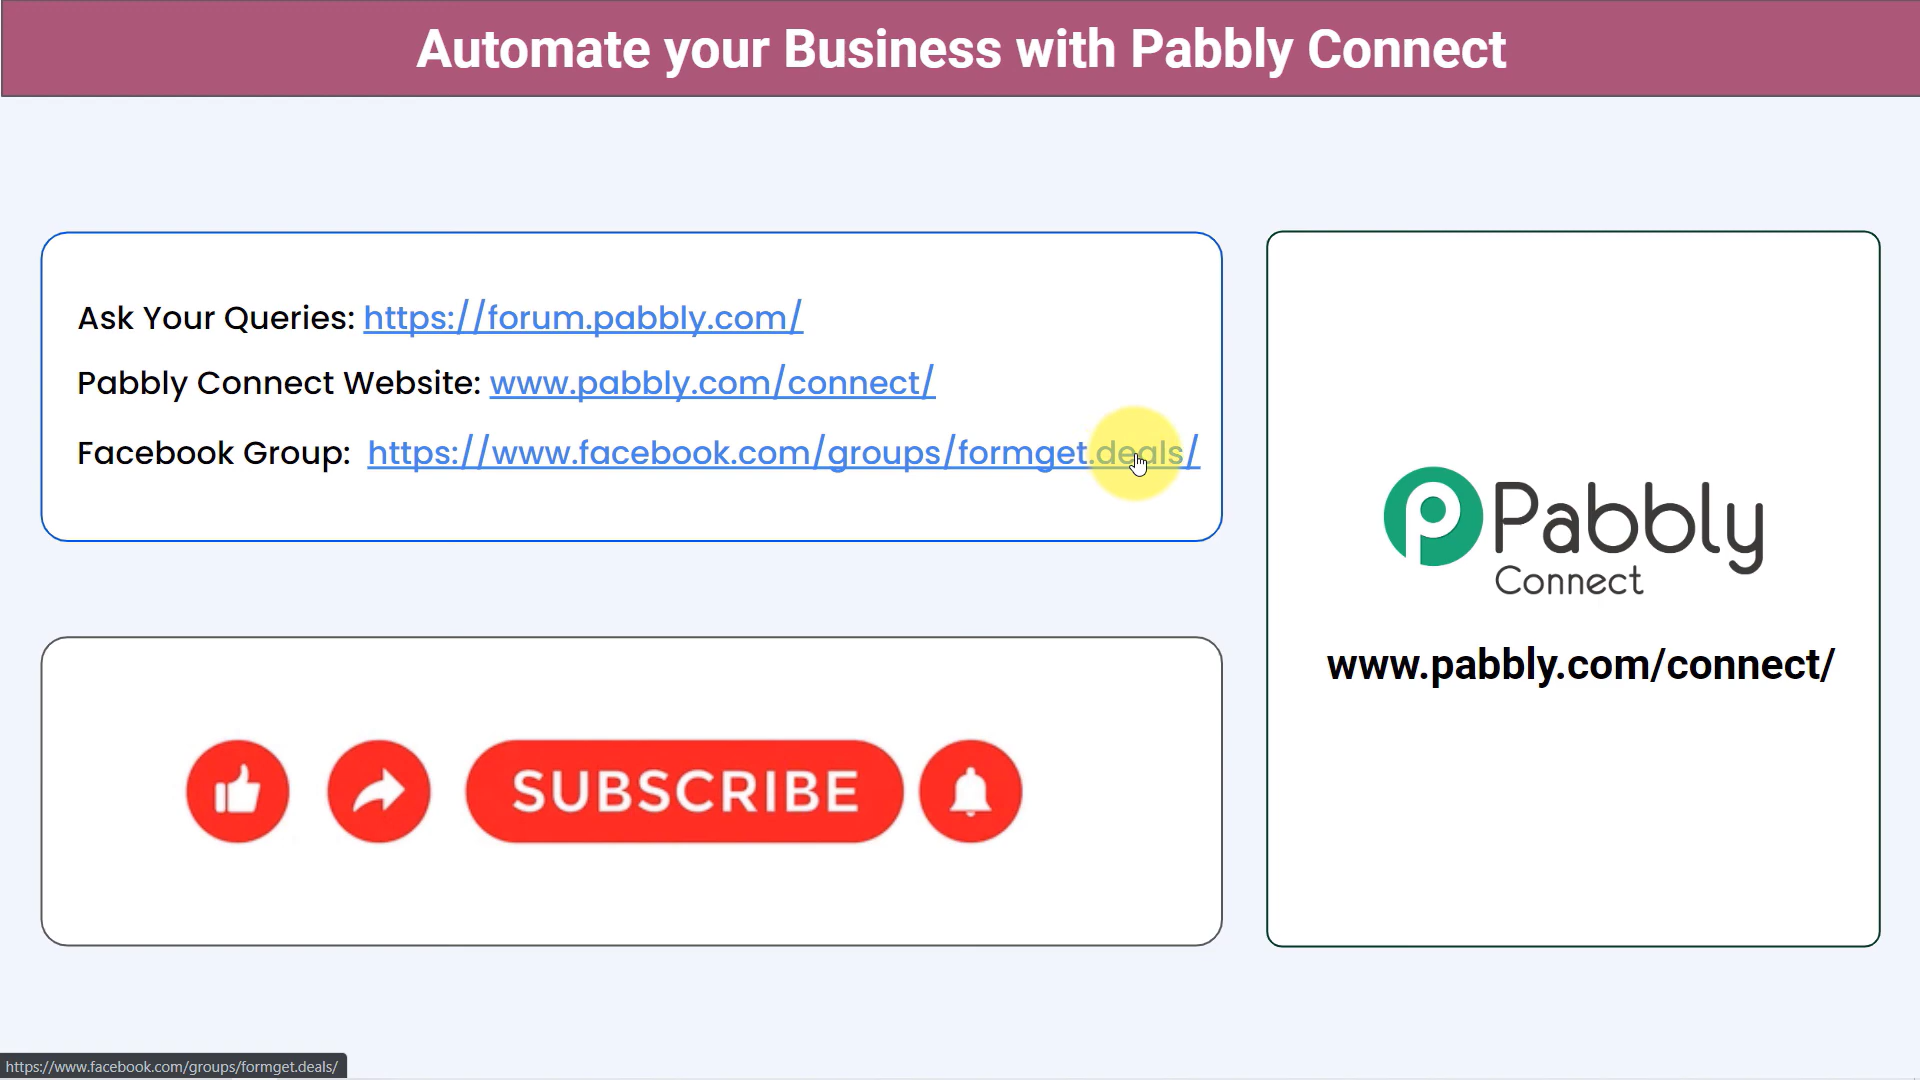 Automate your Business with Pabbly Connect
Ask Your Queries: https://forum.pabbly.com/
Pabbly Connect Website: www.pabbly.com/connect/
Facebook Group: https://www.facebook.com/groups/formget.deals/
Pabbly
Connect
www.pabbly.com/connect/
SUBSCRIBE
https://www.facebook.com/groups/formget.deals/